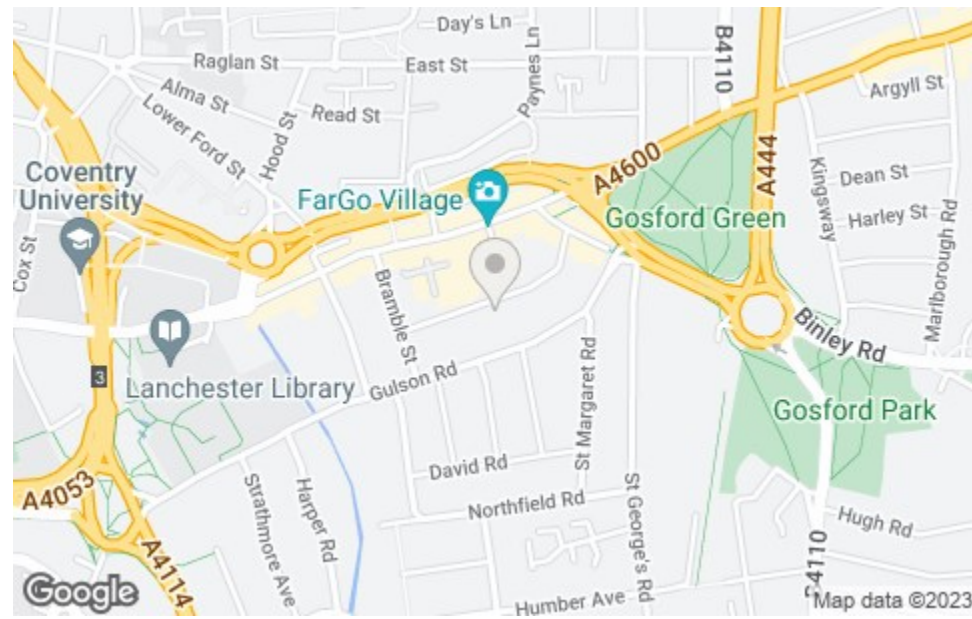 Day's Ln
B4110
Raglan St
East St
Paynes Ln
Argyll St
Alma St
Read St
Lower Ford St
Hood St
A4600
A444
Coventry
University
FarGo Village
Gosford Green
Kingsway
Dean St
Harley St
Marlborough Rd
Cox St
Bramble St
Binley Rd
Lanchester Library
Gulson Rd
St Margaret Rd
3
Gosford Park
David Rd
A4053
Strathmore Ave
Harper Rd
Northfield Rd
St George's Rd
Hugh Rd
A4114
B4110
Humber Ave
Google
Map data ©2023